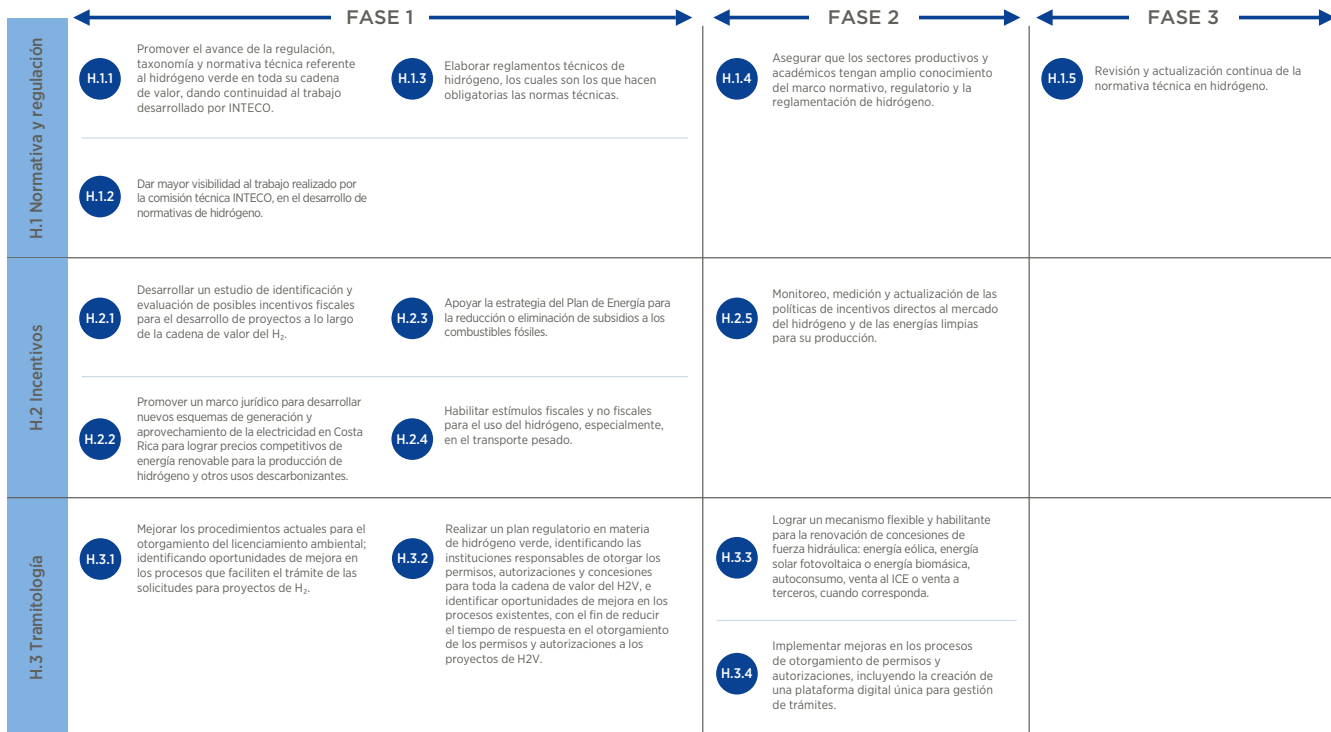 FASE 1
FASE 2
FASE 3
H.1 Normativa y regulación
H.1.1
Promover el avance de la regulación,
taxonomía y normativa técnica referente
al hidrógeno verde en toda su cadena
de valor, dando continuidad al trabajo
desarrollado por INTECO.
H.1.2
Dar mayor visibilidad al trabajo realizado por
la comisión técnica INTECO, en el desarrollo de
normativas de hidrógeno.
H.1.3
Elaborar reglamentos técnicos de
hidrógeno, los cuales son los que hacen
obligatorias las normas técnicas.
H.1.4
Asegurar que los sectores productivos y
académicos tengan amplio conocimiento
del marco normativo, regulatorio y la
reglamentación de hidrógeno.
H.1.5
Revisión y actualización continua de la
normativa técnica en hidrógeno.
H.2 Incentivos
H.2.1
Desarrollar un estudio de identificación y
evaluación de posibles incentivos fiscales
para el desarrollo de proyectos a lo largo
de la cadena de valor del H₂.
H.2.2
Promover un marco jurídico para desarrollar
nuevos esquemas de generación y
aprovechamiento de la electricidad en Costa
Rica para lograr precios competitivos de
energía renovable para la producción de
hidrógeno y otros usos descarbonizantes.
H.2.3
Apoyar la estrategia del Plan de Energía para
la reducción o eliminación de subsidios a los
combustibles fósiles.
H.2.4
Habilitar estímulos fiscales y no fiscales
para el uso del hidrógeno, especialmente,
en el transporte pesado.
H.2.5
Monitoreo, medición y actualización de las
políticas de incentivos directos al mercado
del hidrógeno y de las energías limpias
para su producción.
H.3 Tramitología
H.3.1
Mejorar los procedimientos actuales para el
otorgamiento del licenciamiento ambiental;
identificando oportunidades de mejora en
los procesos que faciliten el trámite de las
solicitudes para proyectos de H₂.
H.3.2
Realizar un plan regulatorio en materia
de hidrógeno verde, identificando las
instituciones responsables de otorgar los
permisos, autorizaciones y concesiones
para toda la cadena de valor del H2V, e
identificar oportunidades de mejora en los
procesos existentes, con el fin de reducir
el tiempo de respuesta en el otorgamiento
de los permisos y autorizaciones a los
proyectos de H2V.
H.3.3
Lograr un mecanismo flexible y habilitante
para la renovación de concesiones de
fuerza hidráulica: energía eólica, energía
solar fotovoltaica o energía biomásica,
autoconsumo, venta al ICE o venta a
terceros, cuando corresponda.
H.3.4
Implementar mejoras en los procesos
de otorgamiento de permisos y
autorizaciones, incluyendo la creación de
una plataforma digital única para gestión
de trámites.